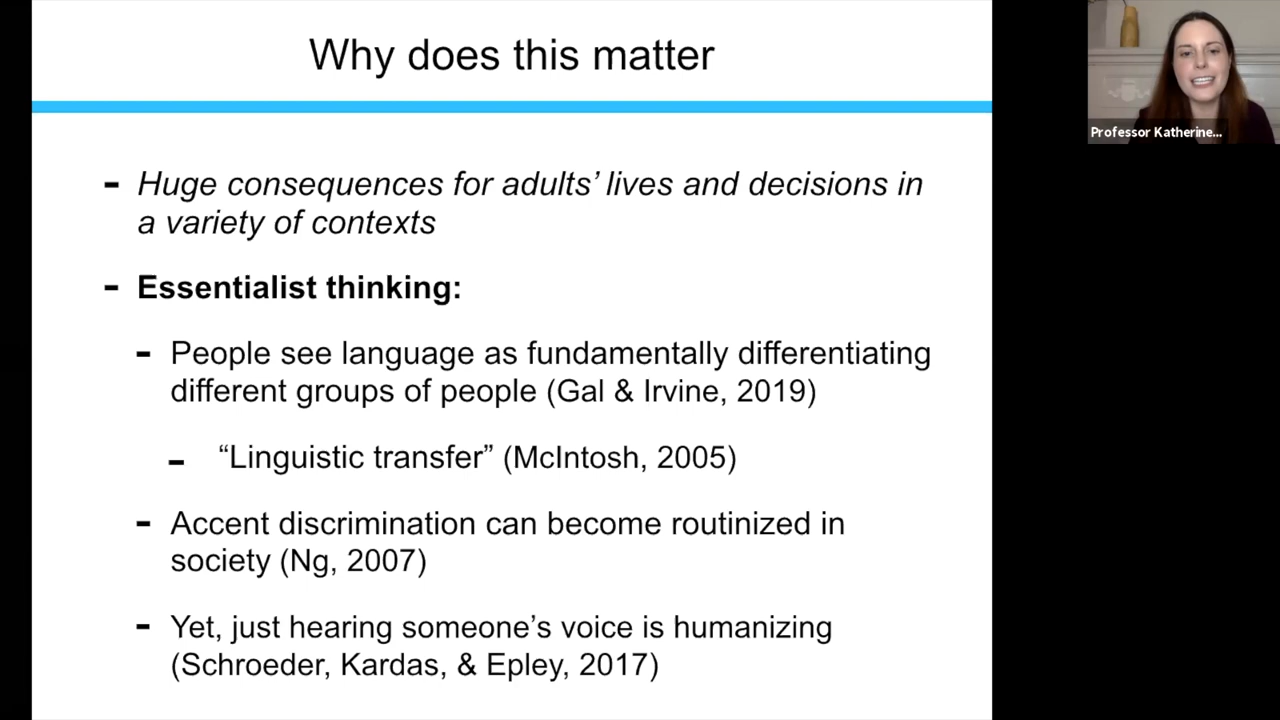 Why does this matter
- Huge consequences for adults’ lives and decisions in
a variety of contexts
- Essentialist thinking:
- People see language as fundamentally differentiating
different groups of people (Gal & Irvine, 2019)
- “Linguistic transfer” (McIntosh, 2005)
- Accent discrimination can become routinized in
society (Ng, 2007)
- Yet, just hearing someone’s voice is humanizing
(Schroeder, Kardas, & Epley, 2017)
Professor Katherine...